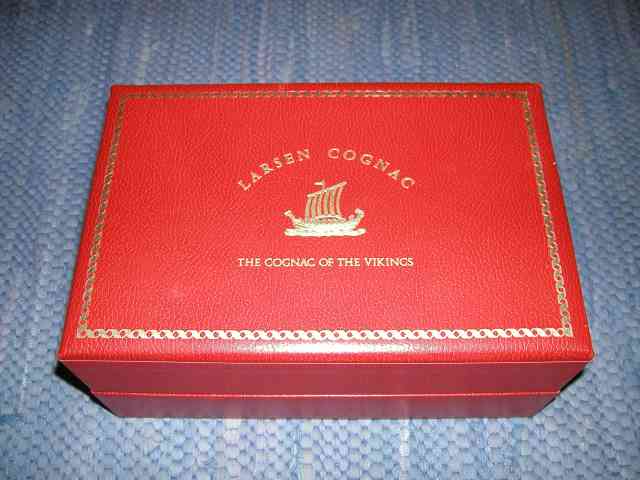 LARSEN COGNAC
THE COGNAC OF THE VIKINGS